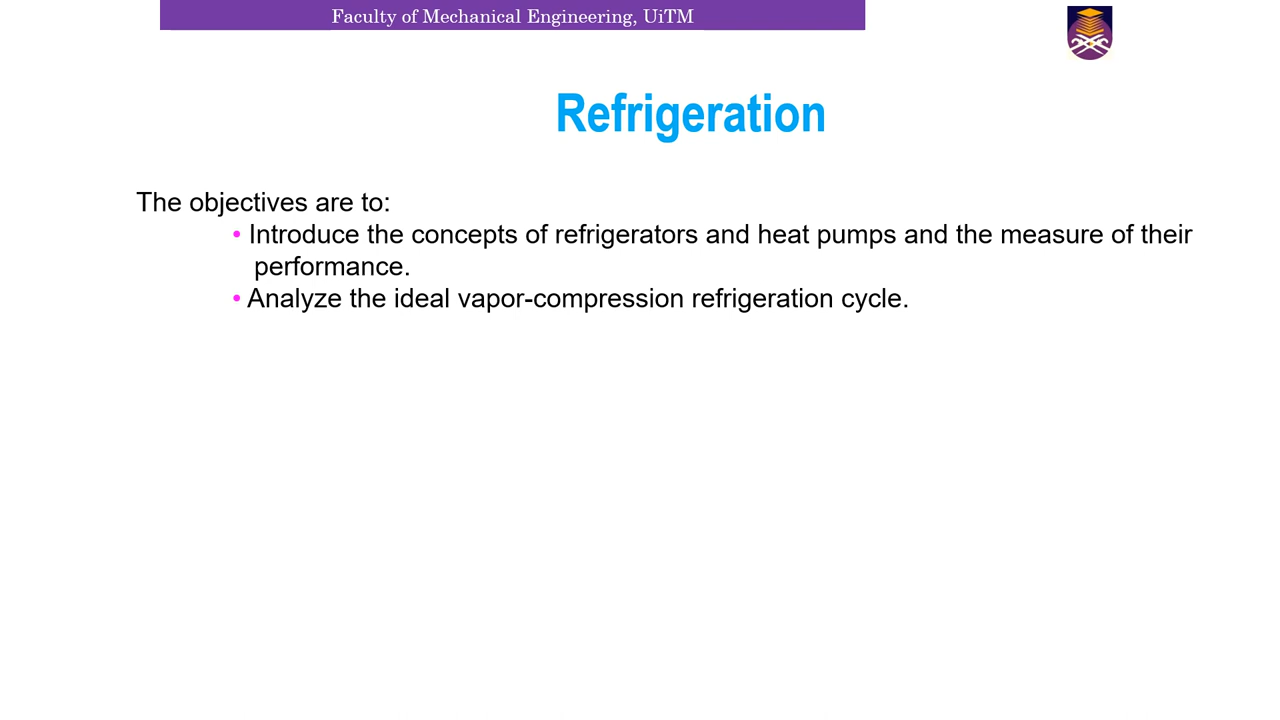 Faculty of Mechanical Engineering, UiTM
Refrigeration
The objectives are to:
• Introduce the concepts of refrigerators and heat pumps and the measure of their
performance.
• Analyze the ideal vapor-compression refrigeration cycle.